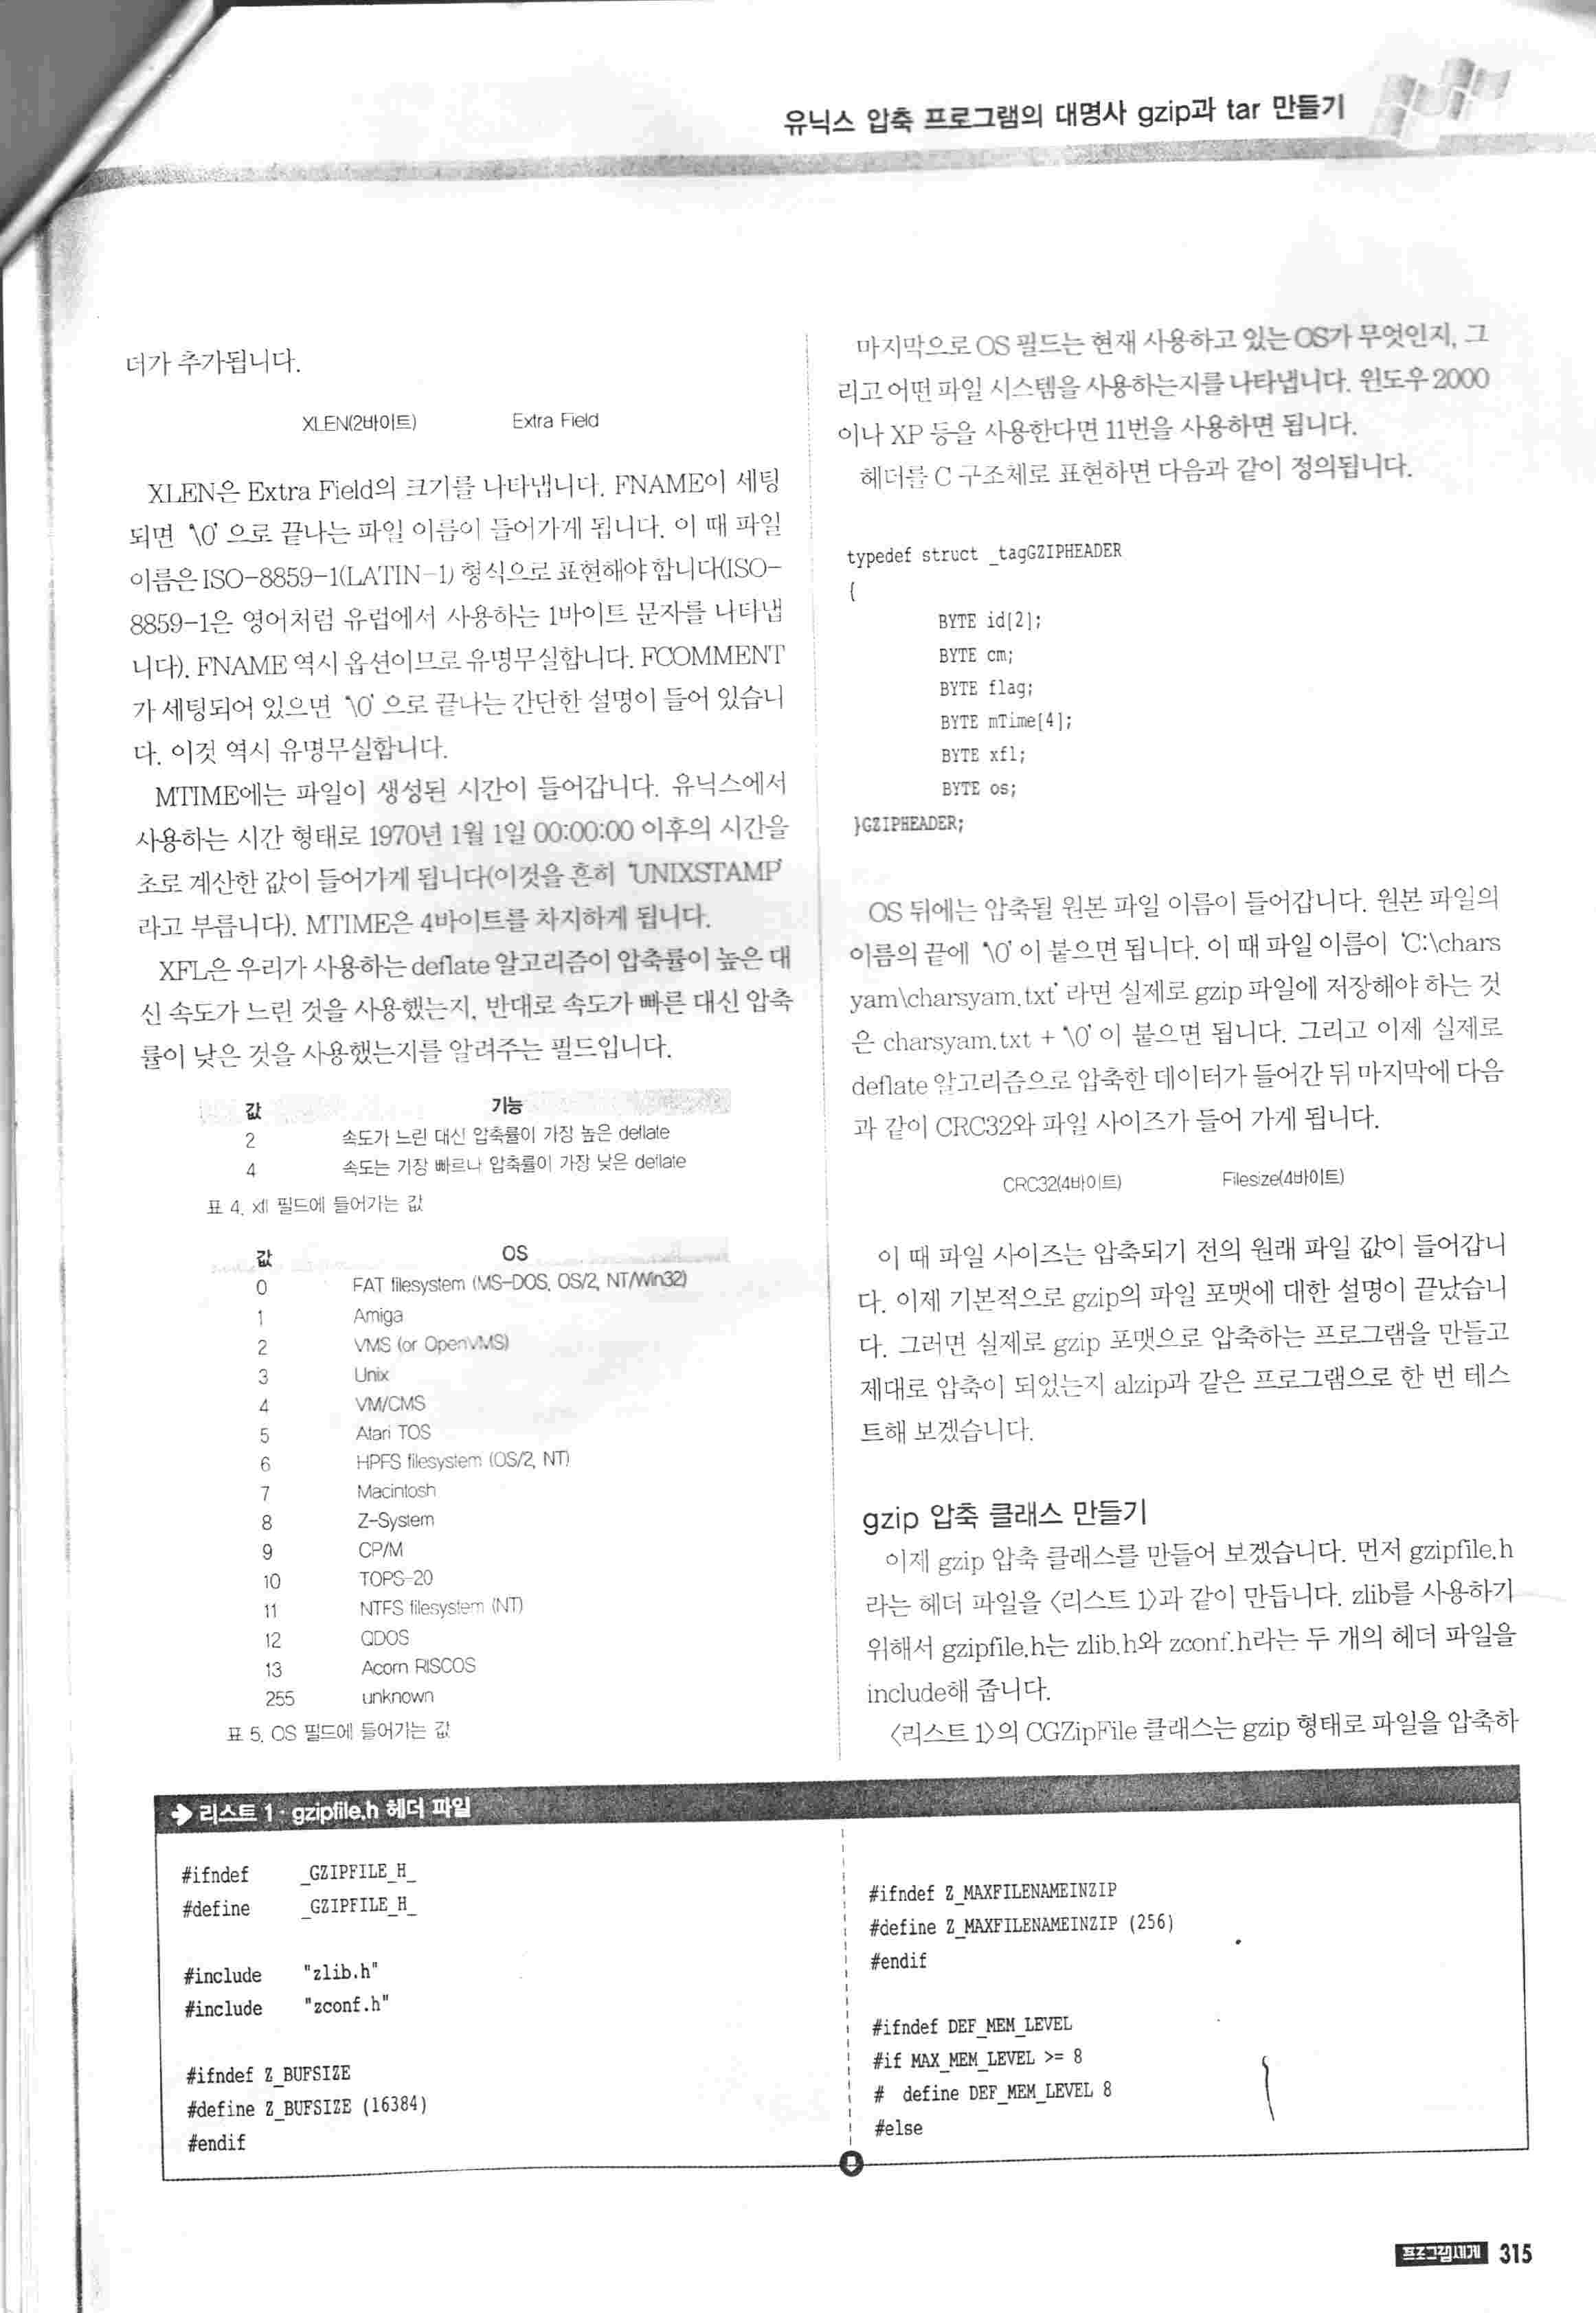 유닉스 압축 프로그램의 대명사 gzip과 tar 만들기
더가 추가됩니다.
XLEN(2바이트) Extra Field
XLEN은 Extra Field의 크기를 나타냅니다. FNAME이 세팅
되면 '\0'으로 끝나는 파일 이름이 들어가게 됩니다. 이 때 파일
이름은 ISO-8859-1(LATIN-1) 형식으로 표현해야 합니다(ISO-
8859-1은 영어처럼 유럽에서 사용하는 1바이트 문자를 나타냅
니다). FNAME 역시 옵션이므로 유명무실합니다. FCOMMENT
가 세팅되어 있으면 '\0'으로 끝나는 간단한 설명이 들어 있습니
다. 이것 역시 유명무실합니다.
MTIME에는 파일이 생성된 시간이 들어갑니다. 유닉스에서
사용하는 시간 형태로 1970년 1월 1일 00:00:00 이후의 시간을
초로 계산한 값이 들어가게 됩니다(이것을 흔히 'UNIXSTAMP'
라고 부릅니다). MTIME은 4바이트를 차지하게 됩니다.
XFL은 우리가 사용하는 deflate 알고리즘이 압축률이 높은 대
신 속도가 느린 것을 사용했는지, 반대로 속도가 빠른 대신 압축
률이 낮은 것을 사용했는지를 알려주는 필드입니다.
값 기능
2 속도가 느린 대신 압축률이 가장 높은 deflate
4 속도는 가장 빠르나 압축률이 가장 낮은 deflate
표 4. xfl 필드에 들어가는 값
값 OS
0 FAT filesystem (MS-DOS, OS/2, NT/Win32)
1 Amiga
2 VMS (or OpenVMS)
3 Unix
4 VM/CMS
5 Atari TOS
6 HPFS filesystem (OS/2, NT)
7 Macintosh
8 Z-System
9 CP/M
10 TOPS-20
11 NTFS filesystem (NT)
12 QDOS
13 Acorn RISCOS
255 unknown
표 5. OS 필드에 들어가는 값
마지막으로 OS 필드는 현재 사용하고 있는 OS가 무엇인지, 그
리고 어떤 파일 시스템을 사용하는지를 나타냅니다. 윈도우 2000
이나 XP 등을 사용한다면 11번을 사용하면 됩니다.
헤더를 C 구조체로 표현하면 다음과 같이 정의됩니다.
typedef struct _tagGZIPHEADER
{
BYTE id[2];
BYTE cm;
BYTE flag;
BYTE mTime[4];
BYTE xfl;
BYTE os;
}GZIPHEADER;
OS 뒤에는 압축될 원본 파일 이름이 들어갑니다. 원본 파일의
이름의 끝에 '\0'이 붙으면 됩니다. 이 때 파일 이름이 'C:\chars
yam\charsyam.txt' 라면 실제로 gzip 파일에 저장해야 하는 것
은 charsyam.txt + '\0'이 붙으면 됩니다. 그리고 이제 실제로
deflate 알고리즘으로 압축한 데이터가 들어간 뒤 마지막에 다음
과 같이 CRC32와 파일 사이즈가 들어 가게 됩니다.
CRC32(4바이트) Filesize(4바이트)
이 때 파일 사이즈는 압축되기 전의 원래 파일 값이 들어갑니
다. 이제 기본적으로 gzip의 파일 포맷에 대한 설명이 끝났습니
다. 그러면 실제로 gzip 포맷으로 압축하는 프로그램을 만들고
제대로 압축이 되었는지 alzip과 같은 프로그램으로 한 번 테스
트해 보겠습니다.
gzip 압축 클래스 만들기
이제 gzip 압축 클래스를 만들어 보겠습니다. 먼저 gzipfile.h
라는 헤더 파일을 〈리스트 1〉과 같이 만듭니다. zlib를 사용하기
위해서 gzipfile.h는 zlib.h와 zconf.h라는 두 개의 헤더 파일을
include해 줍니다.
〈리스트 1〉의 CGZipFile 클래스는 gzip 형태로 파일을 압축하
리스트 1 · gzipfile.h 헤더 파일
#ifndef _GZIPFILE_H_
#define _GZIPFILE_H_
#include "zlib.h"
#include "zconf.h"
#ifndef Z_BUFSIZE
#define Z_BUFSIZE (16384)
#endif
#ifndef Z_MAXFILENAMEINZIP
#define Z_MAXFILENAMEINZIP (256)
#endif
#ifndef DEF_MEM_LEVEL
#if MAX_MEM_LEVEL >= 8
# define DEF_MEM_LEVEL 8
#else
프로그램세계 315